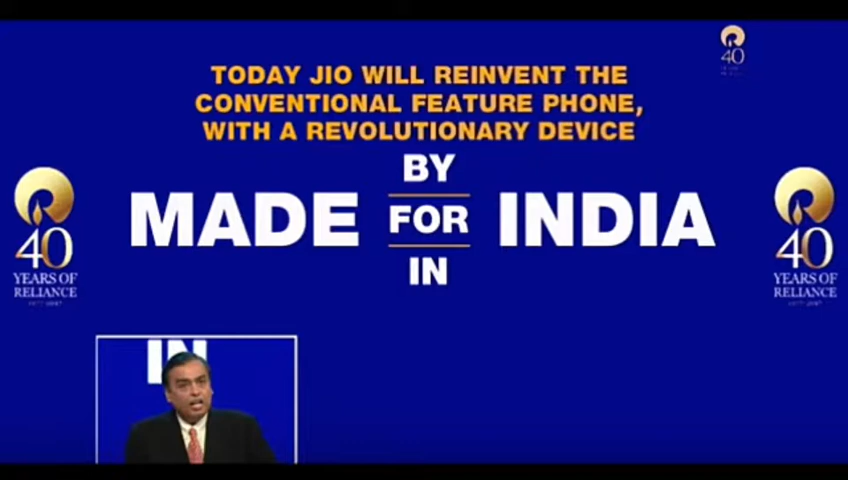 40
TODAY JIO WILL REINVENT THE
CONVENTIONAL FEATURE PHONE,
WITH A REVOLUTIONARY DEVICE
BY
MADE FOR INDIA
IN
40
YEARS OF
RELIANCE
40
YEARS OF
RELIANCE
IN